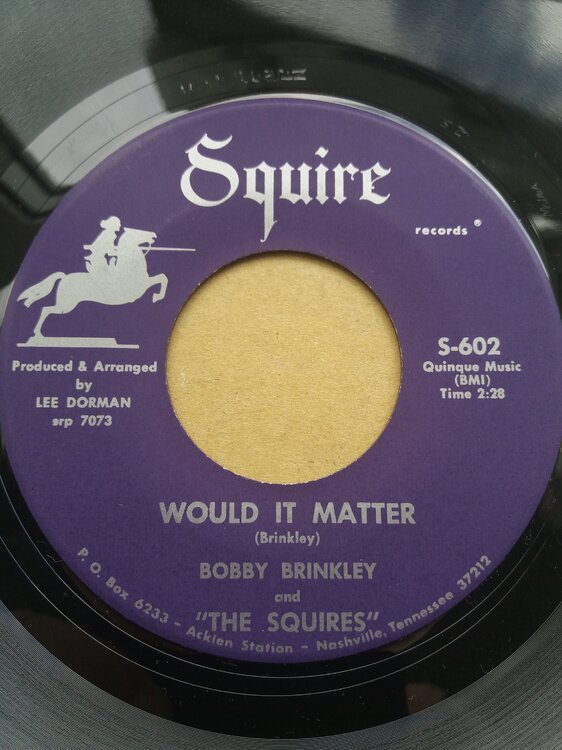 Squire
records ®
Produced & Arranged
by
LEE DORMAN
srp 7073
S-602
Quinque Music
(BMI)
Time 2:28
WOULD IT MATTER
(Brinkley)
BOBBY BRINKLEY
and
"THE SQUIRES"
P. O. Box 6233 - Acklen Station - Nashville, Tennessee 37212